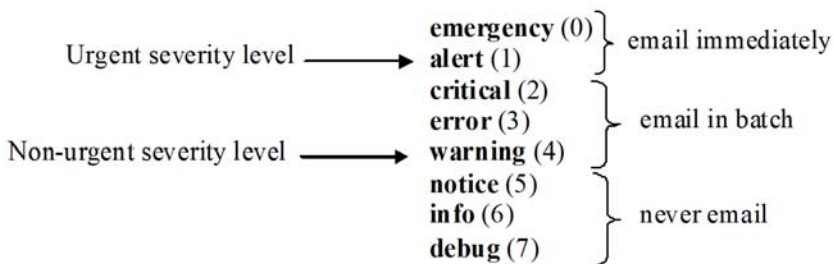 emergency (0)
email immediately
Urgent severity level
alert (1)
critical (2)
error (3)
email in batch
Non-urgent severity level
warning (4)
notice (5)
info (6)
never email
debug (7)